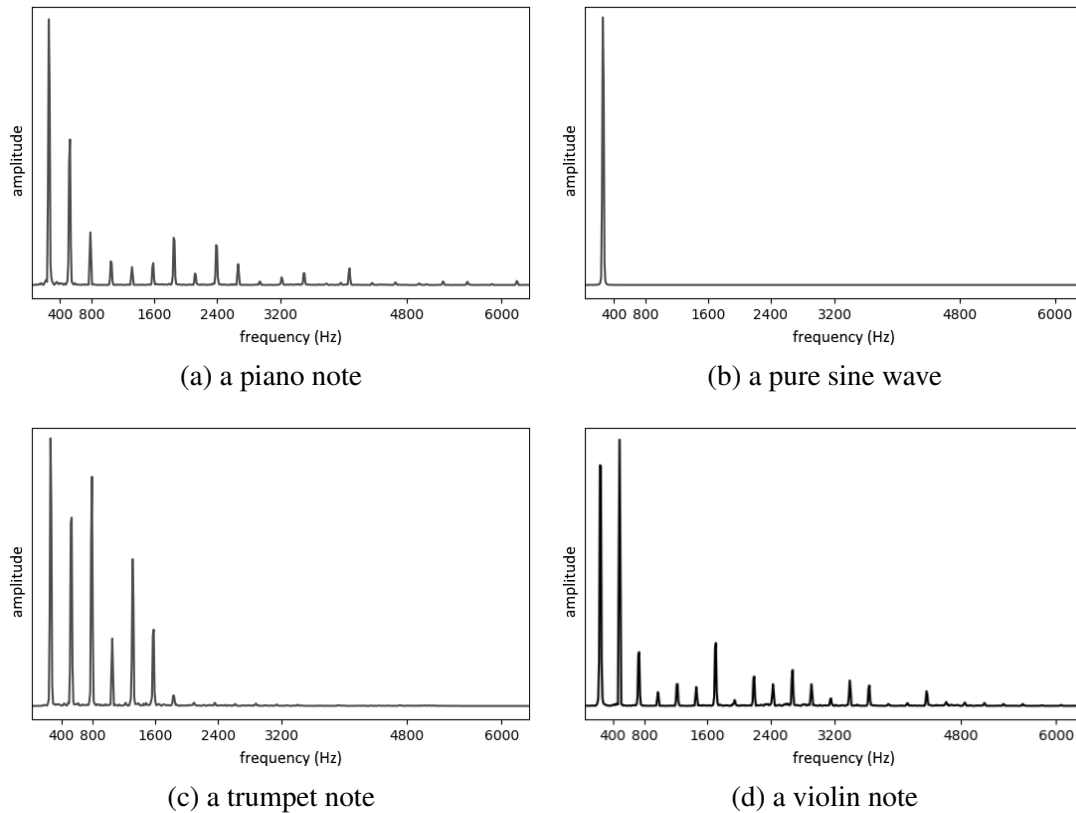 amplitude
400 800 1600 2400 3200 4800 6000
frequency (Hz)
(a) a piano note
amplitude
400 800 1600 2400 3200 4800 6000
frequency (Hz)
(b) a pure sine wave
amplitude
400 800 1600 2400 3200 4800 6000
frequency (Hz)
(c) a trumpet note
amplitude
400 800 1600 2400 3200 4800 6000
frequency (Hz)
(d) a violin note